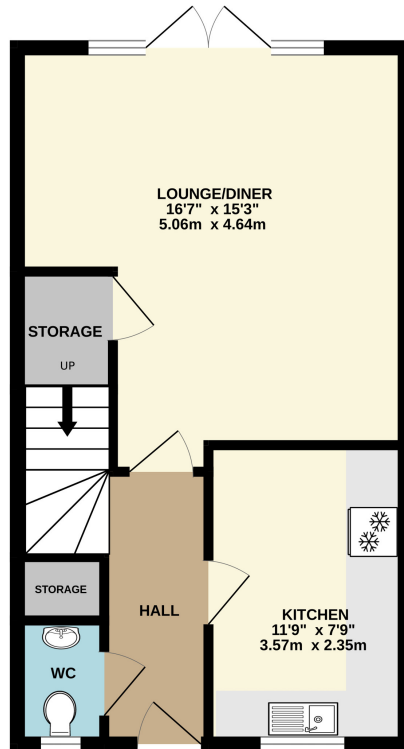 LOUNGE/DINER
16'7" x 15'3"
5.06m x 4.64m
STORAGE
UP
STORAGE
HALL
KITCHEN
11'9" x 7'9"
3.57m x 2.35m
WC